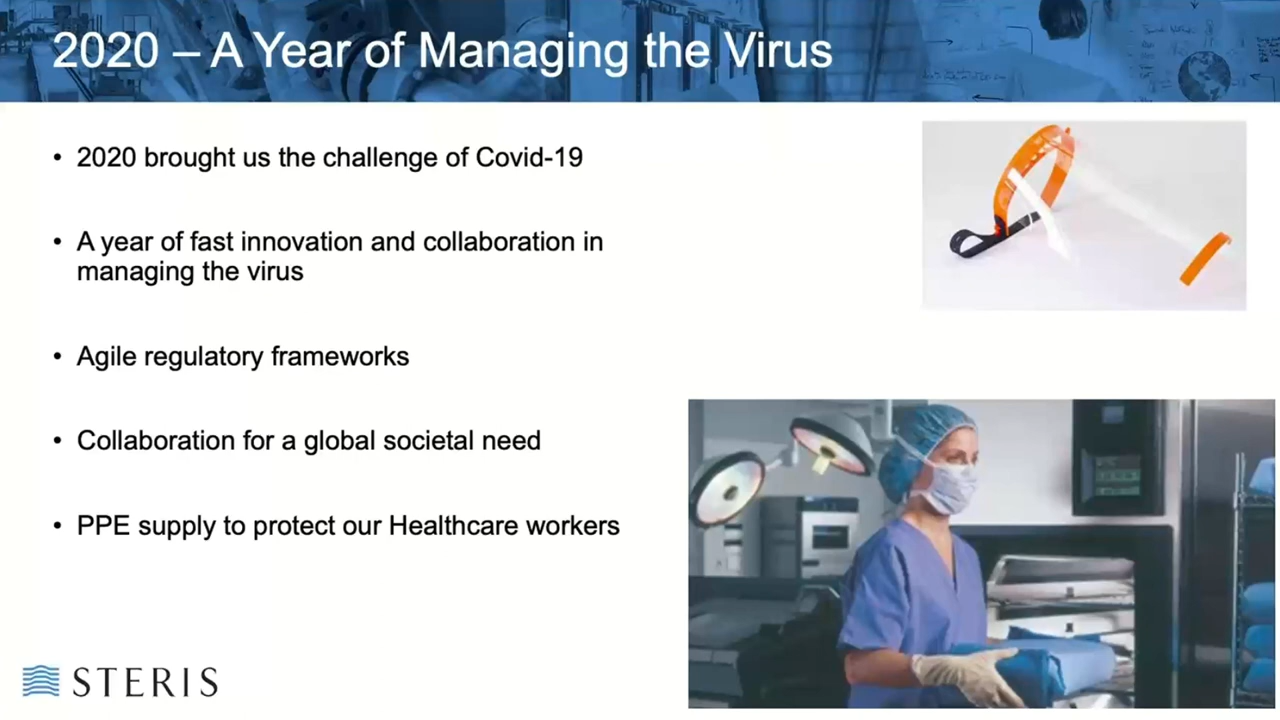 2020 – A Year of Managing the Virus
• 2020 brought us the challenge of Covid-19
• A year of fast innovation and collaboration in
managing the virus
• Agile regulatory frameworks
• Collaboration for a global societal need
• PPE supply to protect our Healthcare workers
STERIS